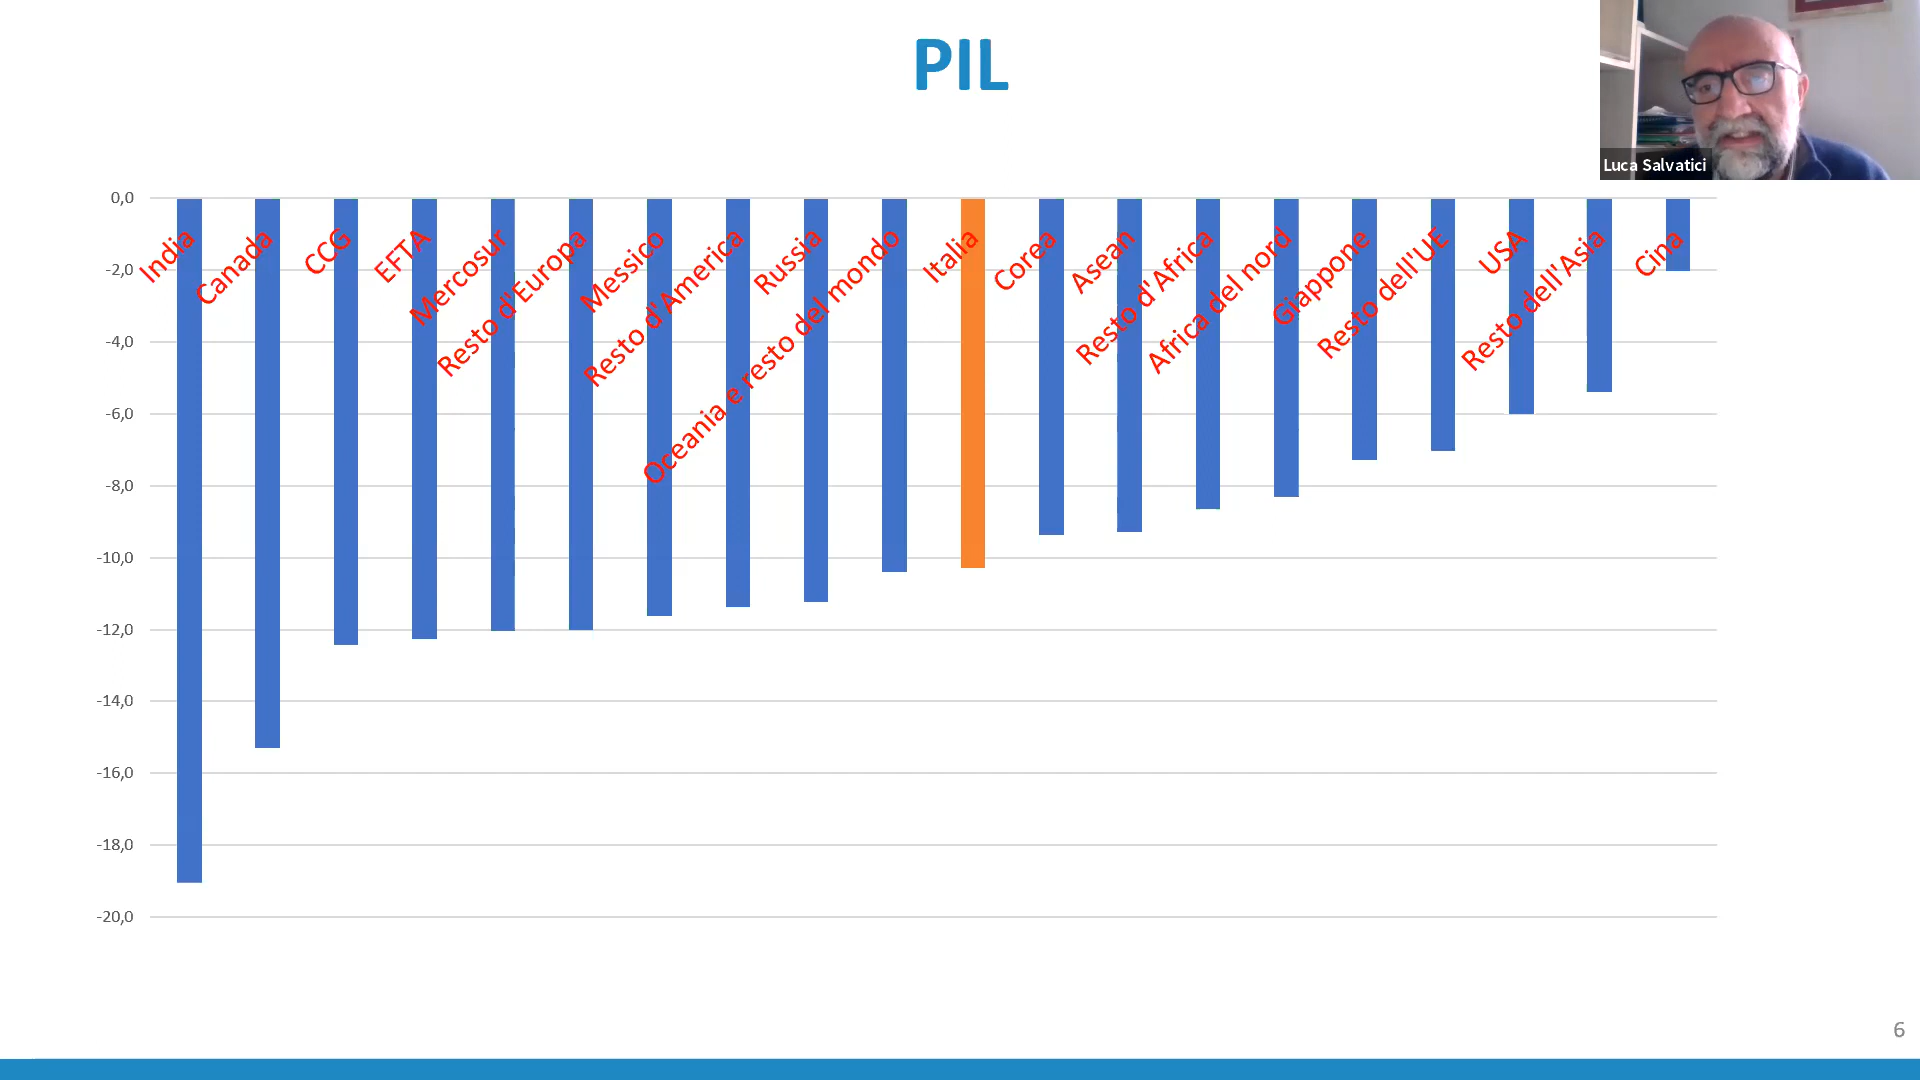 PIL
Luca Salvatici
0,0
-2,0
-4,0
-6,0
-8,0
-10,0
-12,0
-14,0
-16,0
-18,0
-20,0
India
Canada
CCG
EFTA
Mercosur
Resto d'Europa
Messico
Resto d'America
Russia
Oceania e resto del mondo
Italia
Corea
Asean
Resto d'Africa
Africa del nord
Giappone
Resto dell'UE
USA
Resto dell'Asia
Cina
6